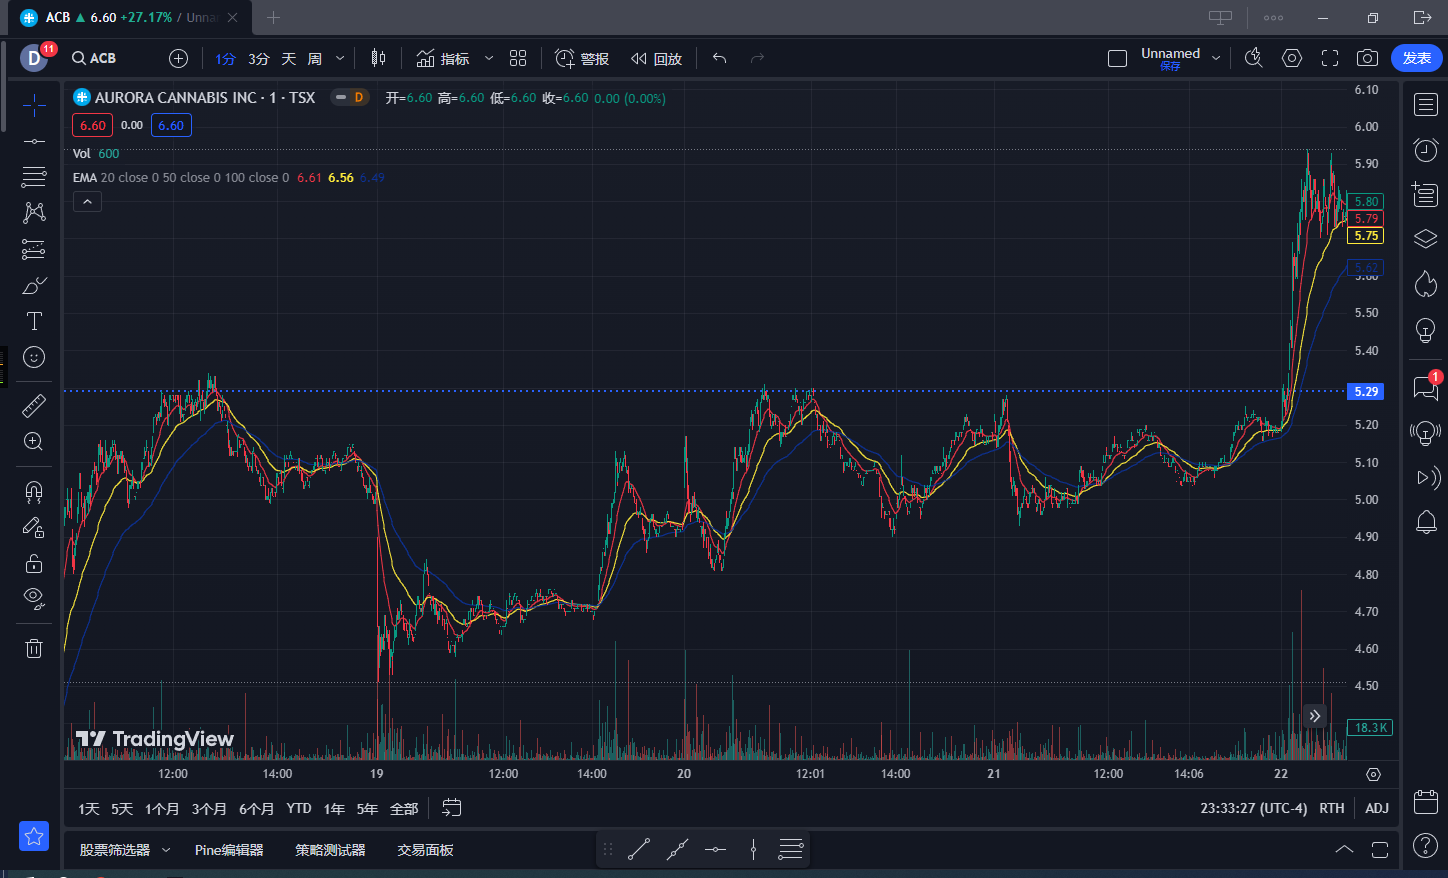 ACB ▲ 6.60 +27.17% / Unna
D 11 ACB 1分 3分 天 周 指标 警报 回放 Unnamed 保存 发表
AURORA CANNABIS INC · 1 · TSX D 开=6.60 高=6.60 低=6.60 收=6.60 0.00 (0.00%)
6.60 0.00 6.60
Vol 600
EMA 20 close 0 50 close 0 100 close 0 6.61 6.56 6.49
6.10
6.00
5.90
5.80
5.79
5.75
5.62
5.60
5.50
5.40
5.29
5.20
5.10
5.00
4.90
4.80
4.70
4.60
4.50
18.3K
1
TradingView
12:00 14:00 19 12:00 14:00 20 12:01 14:00 21 12:00 14:06 22
1天 5天 1个月 3个月 6个月 YTD 1年 5年 全部 23:33:27 (UTC-4) RTH ADJ
股票筛选器 Pine编辑器 策略测试器 交易面板